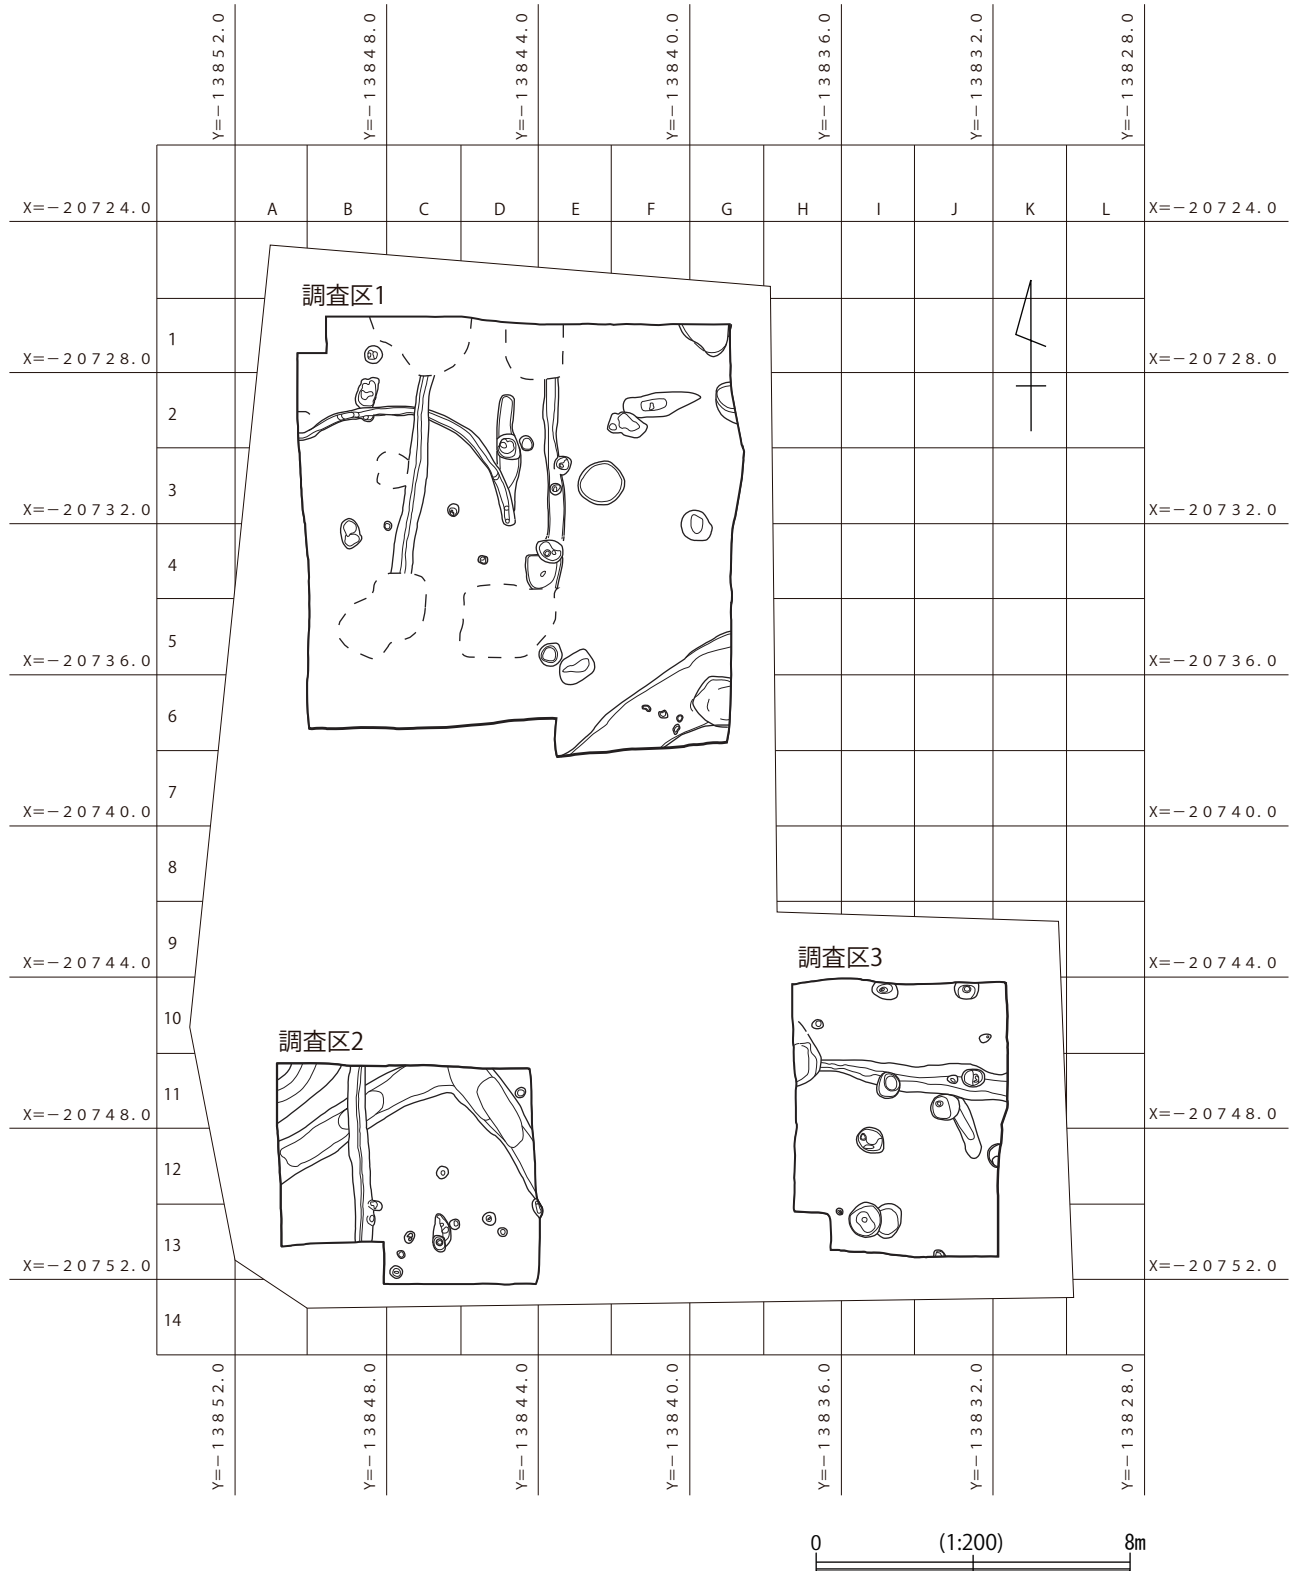 Y=－13852.0
Y=－13848.0
Y=－13844.0
Y=－13840.0
Y=－13836.0
Y=－13832.0
Y=－13828.0
X=－20724.0 A B C D E F G H I J K L X=－20724.0
調査区1
1
X=－20728.0 X=－20728.0
2
3
X=－20732.0 X=－20732.0
4
5
X=－20736.0 X=－20736.0
6
7
X=－20740.0 X=－20740.0
8
9
調査区3
X=－20744.0 X=－20744.0
10
調査区2
11
X=－20748.0 X=－20748.0
12
13
X=－20752.0 X=－20752.0
14
Y=－13852.0
Y=－13848.0
Y=－13844.0
Y=－13840.0
Y=－13836.0
Y=－13832.0
Y=－13828.0
0 (1:200) 8m